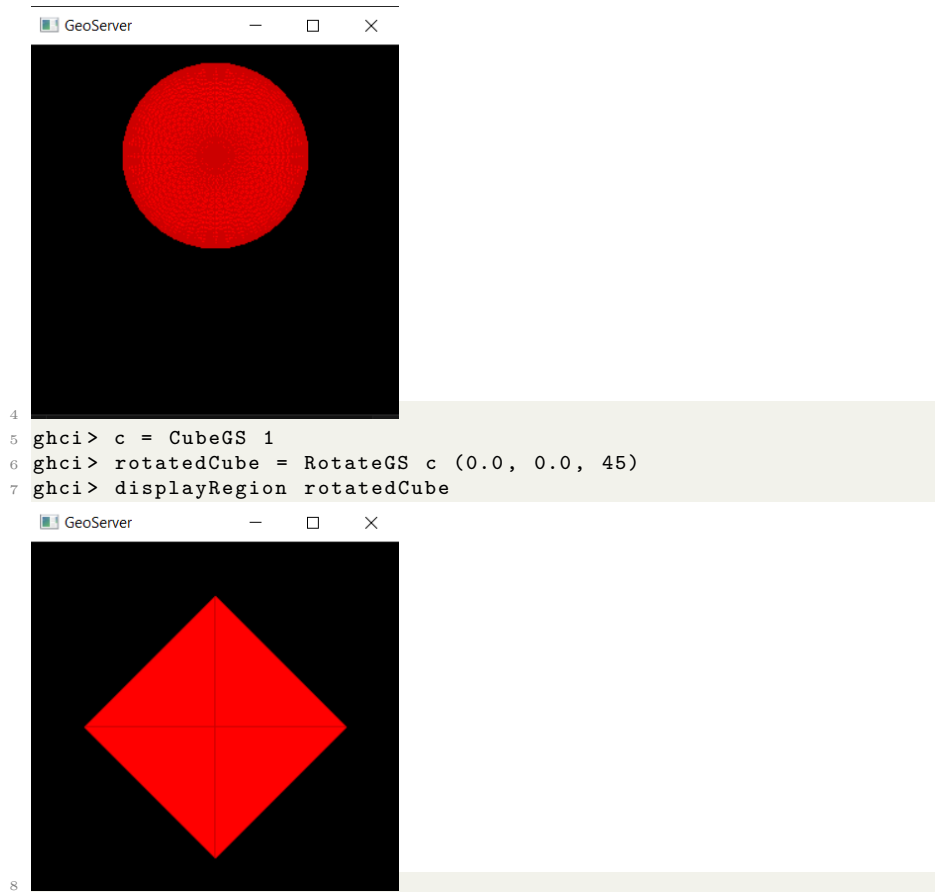 GeoServer
4
5 ghci> c = CubeGS 1
6 ghci> rotatedCube = RotateGS c (0.0, 0.0, 45)
7 ghci> displayRegion rotatedCube
GeoServer
8